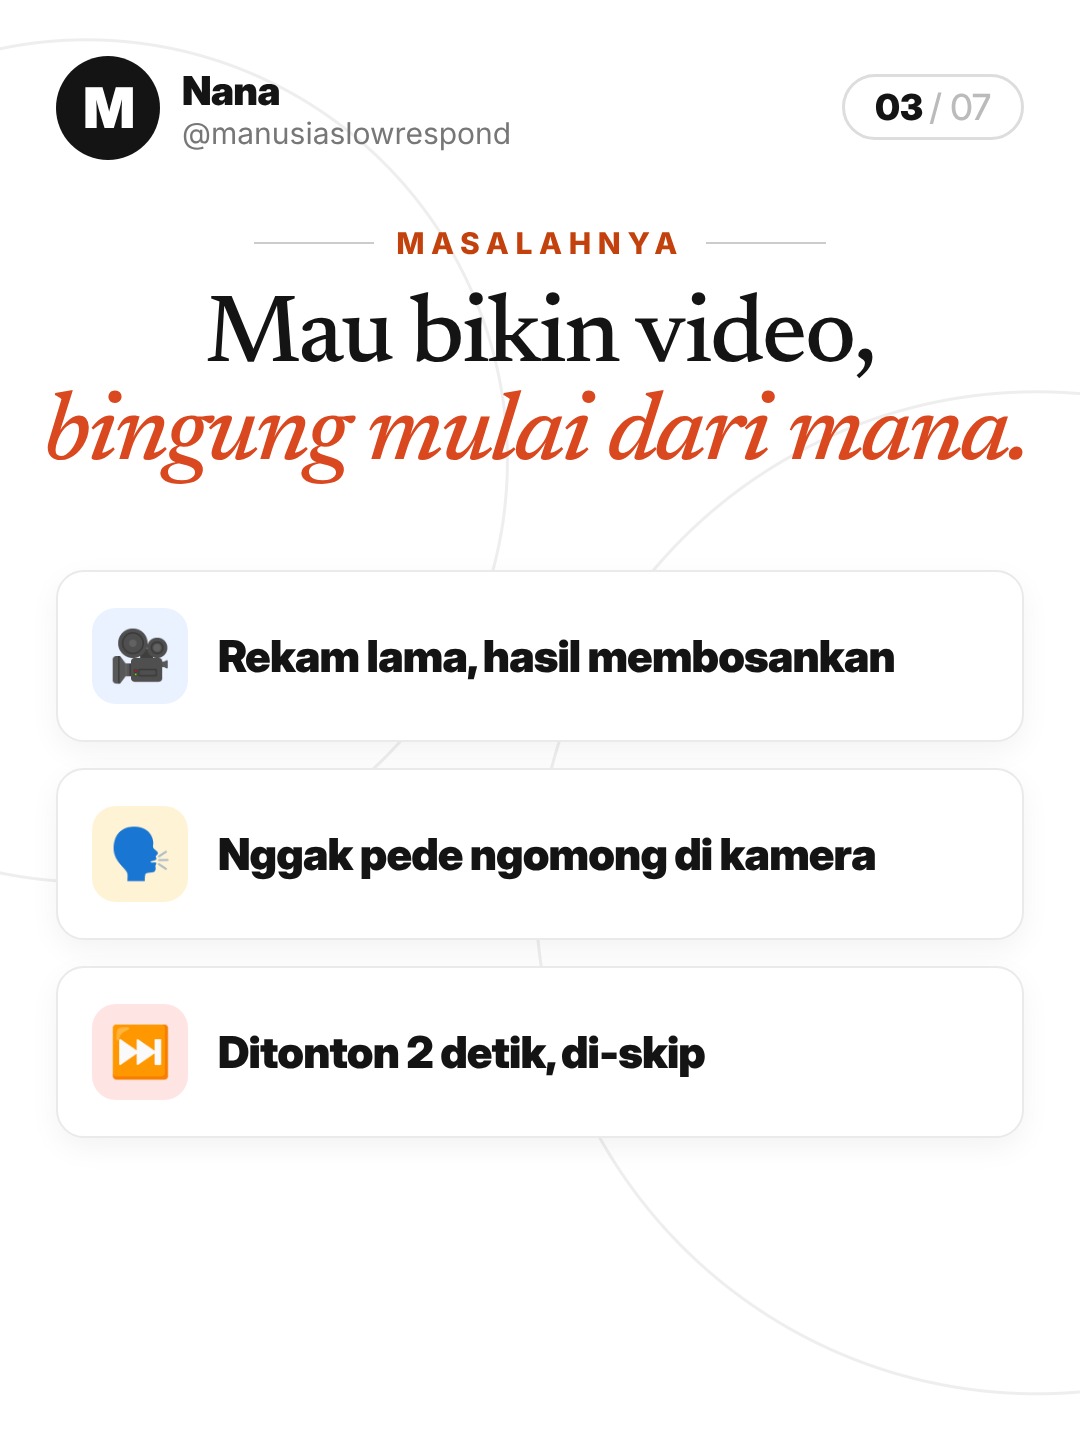 M
Nana
@manusiaslowrespond
03 / 07
MASALAHNYA
Mau bikin video,
bingung mulai dari mana.
Rekam lama, hasil membosankan
Nggak pede ngomong di kamera
Ditonton 2 detik, di-skip